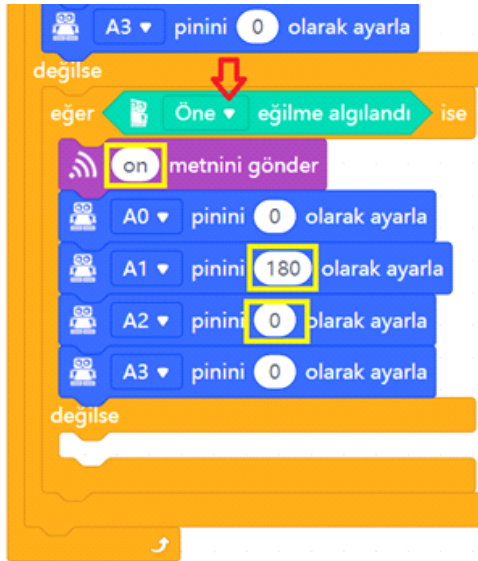 A3 pinini 0 olarak ayarla
değilse
eğer Öne eğilme algılandı ise
on metnini gönder
A0 pinini 0 olarak ayarla
A1 pinini 180 olarak ayarla
A2 pinini 0 olarak ayarla
A3 pinini 0 olarak ayarla
değilse